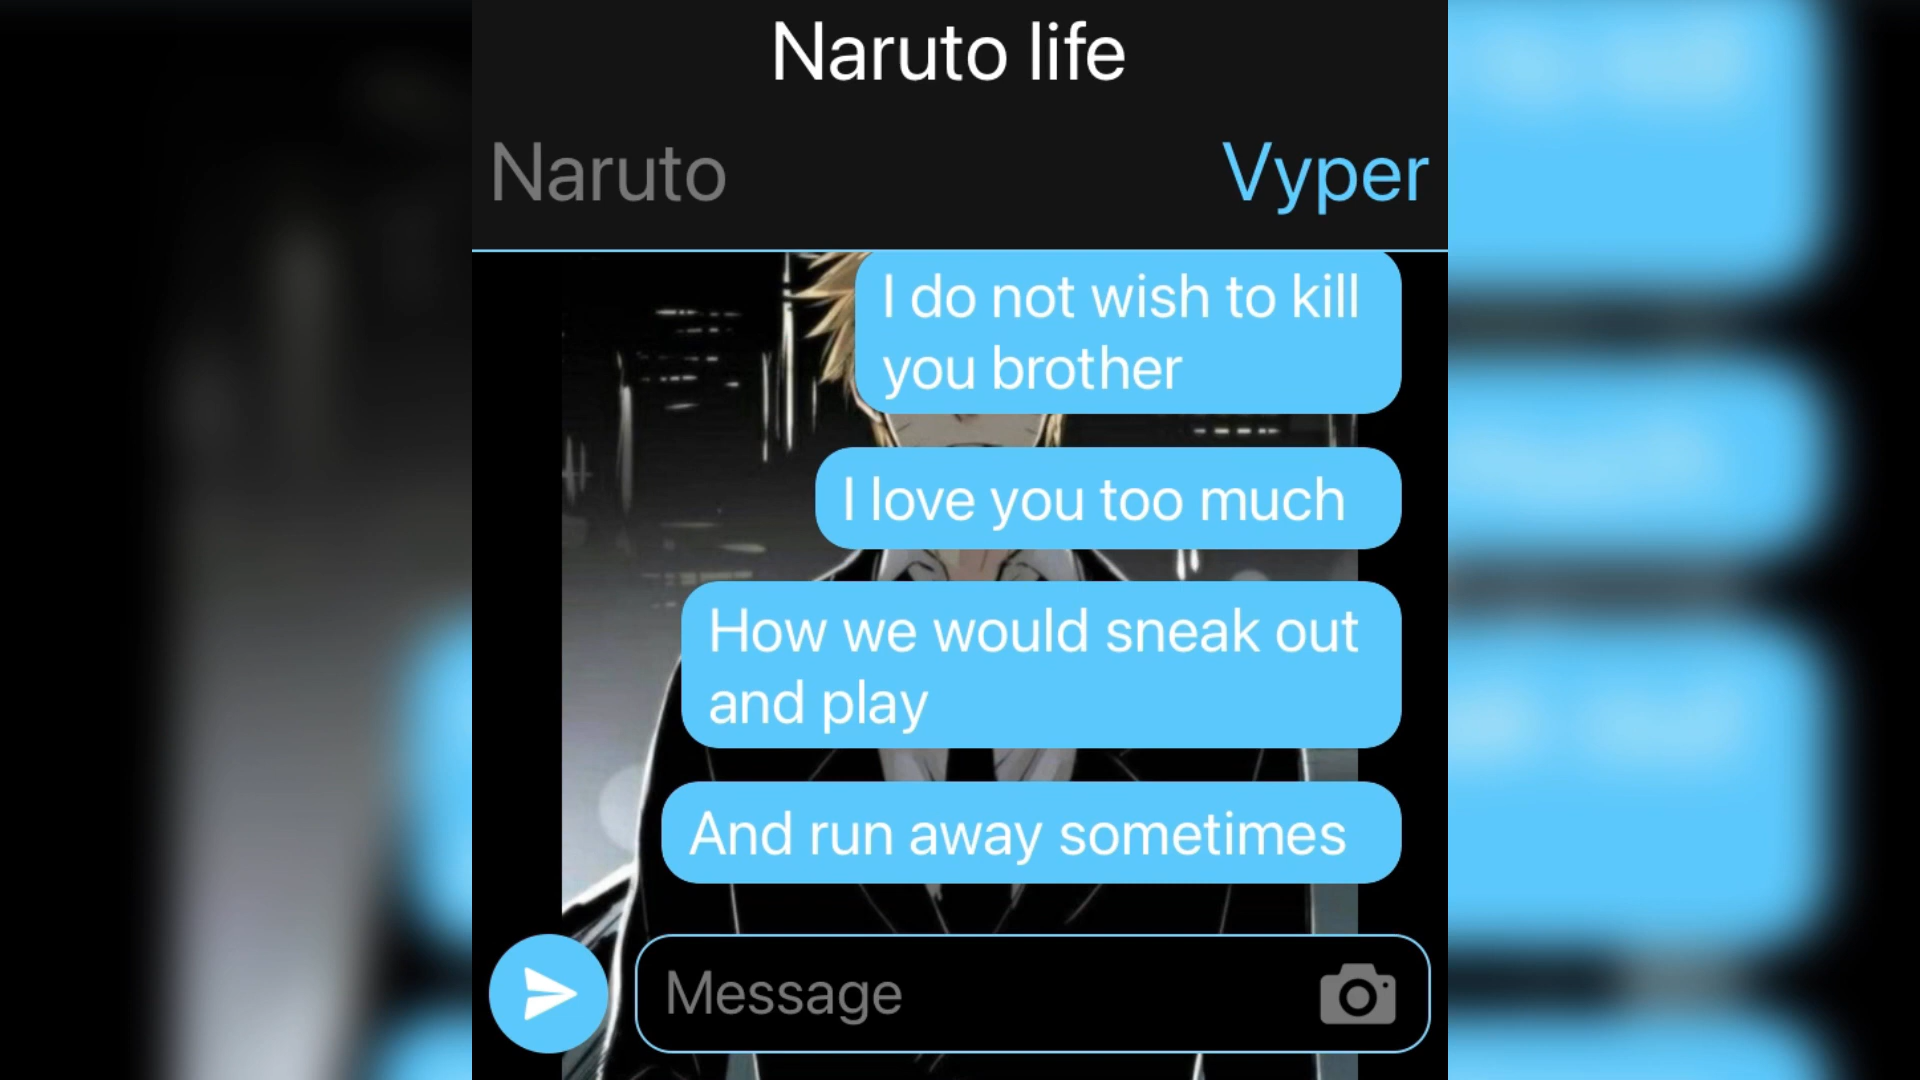 Naruto life
Naruto
Vyper
I do not wish to kill
you brother
I love you too much
How we would sneak out
and play
And run away sometimes
Message